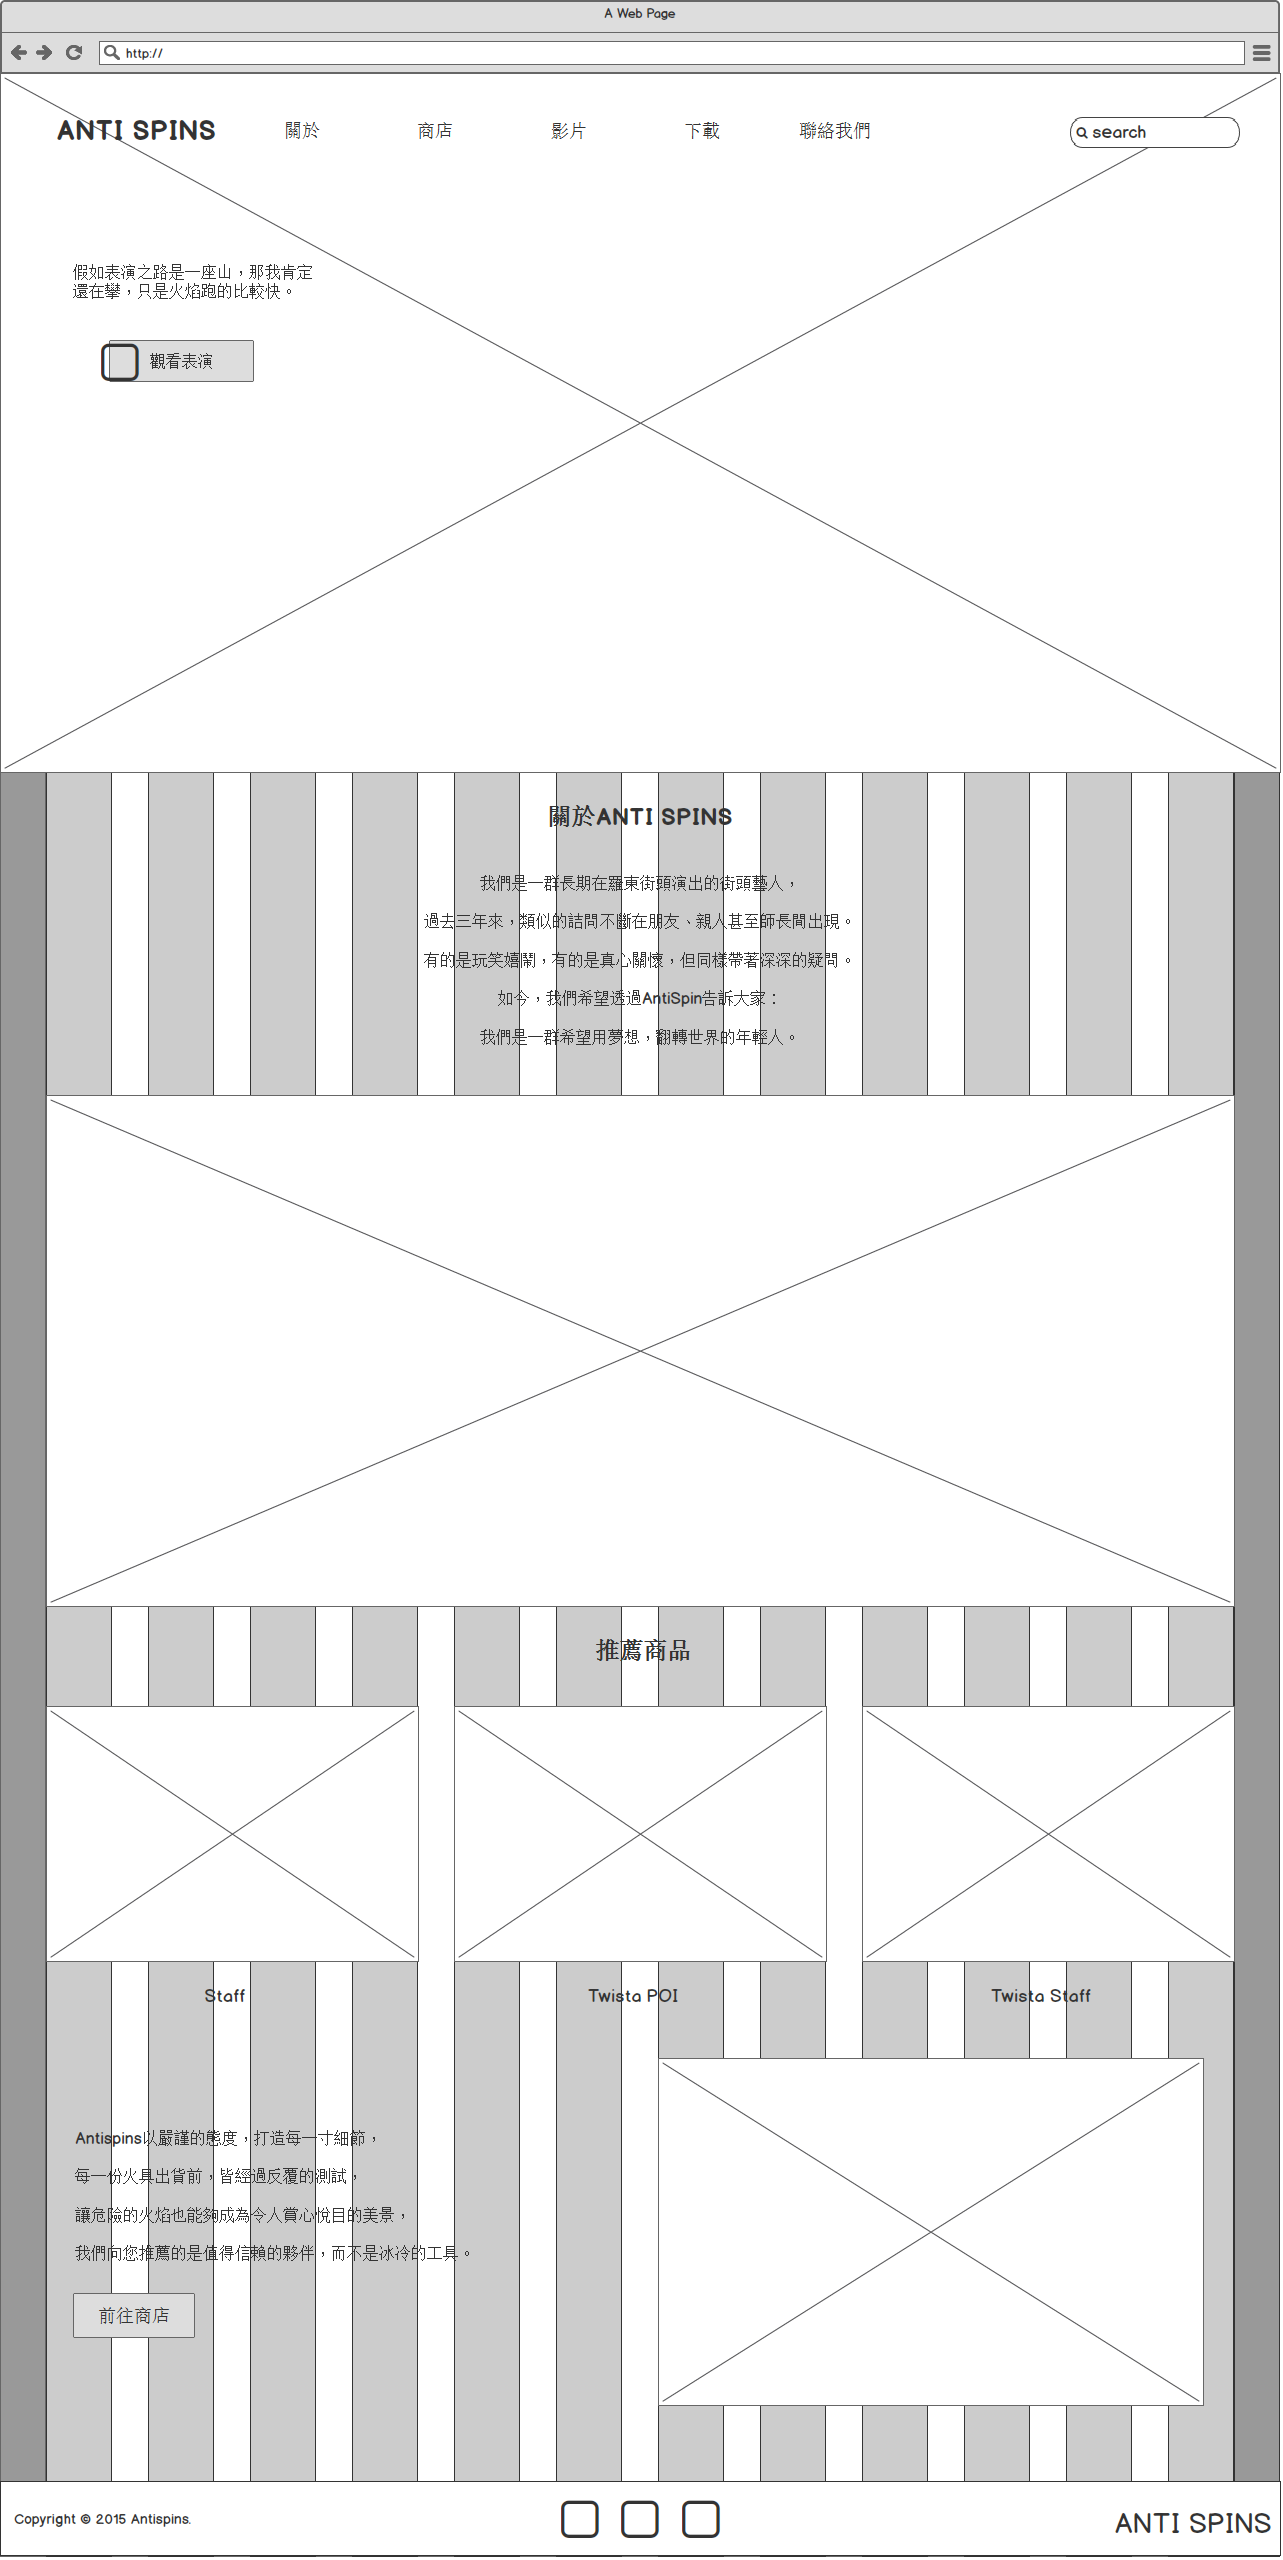 A Web Page
http://
ANTI SPINS
關於
商店
影片
下載
聯絡我們
search
假如表演之路是一座山，那我肯定
還在攀，只是火焰跑的比較快。
觀看表演
關於ANTI SPINS
我們是一群長期在羅東街頭演出的街頭藝人，
過去三年來，類似的詰問不斷在朋友、親人甚至師長間出現。
有的是玩笑嬉鬧，有的是真心關懷，但同樣帶著深深的疑問。
如今，我們希望透過AntiSpin告訴大家：
我們是一群希望用夢想，翻轉世界的年輕人。
推薦商品
Staff
Twista POI
Twista Staff
Antispins以嚴謹的態度，打造每一寸細節，
每一份火具出貨前，皆經過反覆的測試，
讓危險的火焰也能夠成為令人賞心悅目的美景，
我們向您推薦的是值得信賴的夥伴，而不是冰冷的工具。
前往商店
Copyright © 2015 Antispins.
ANTI SPINS